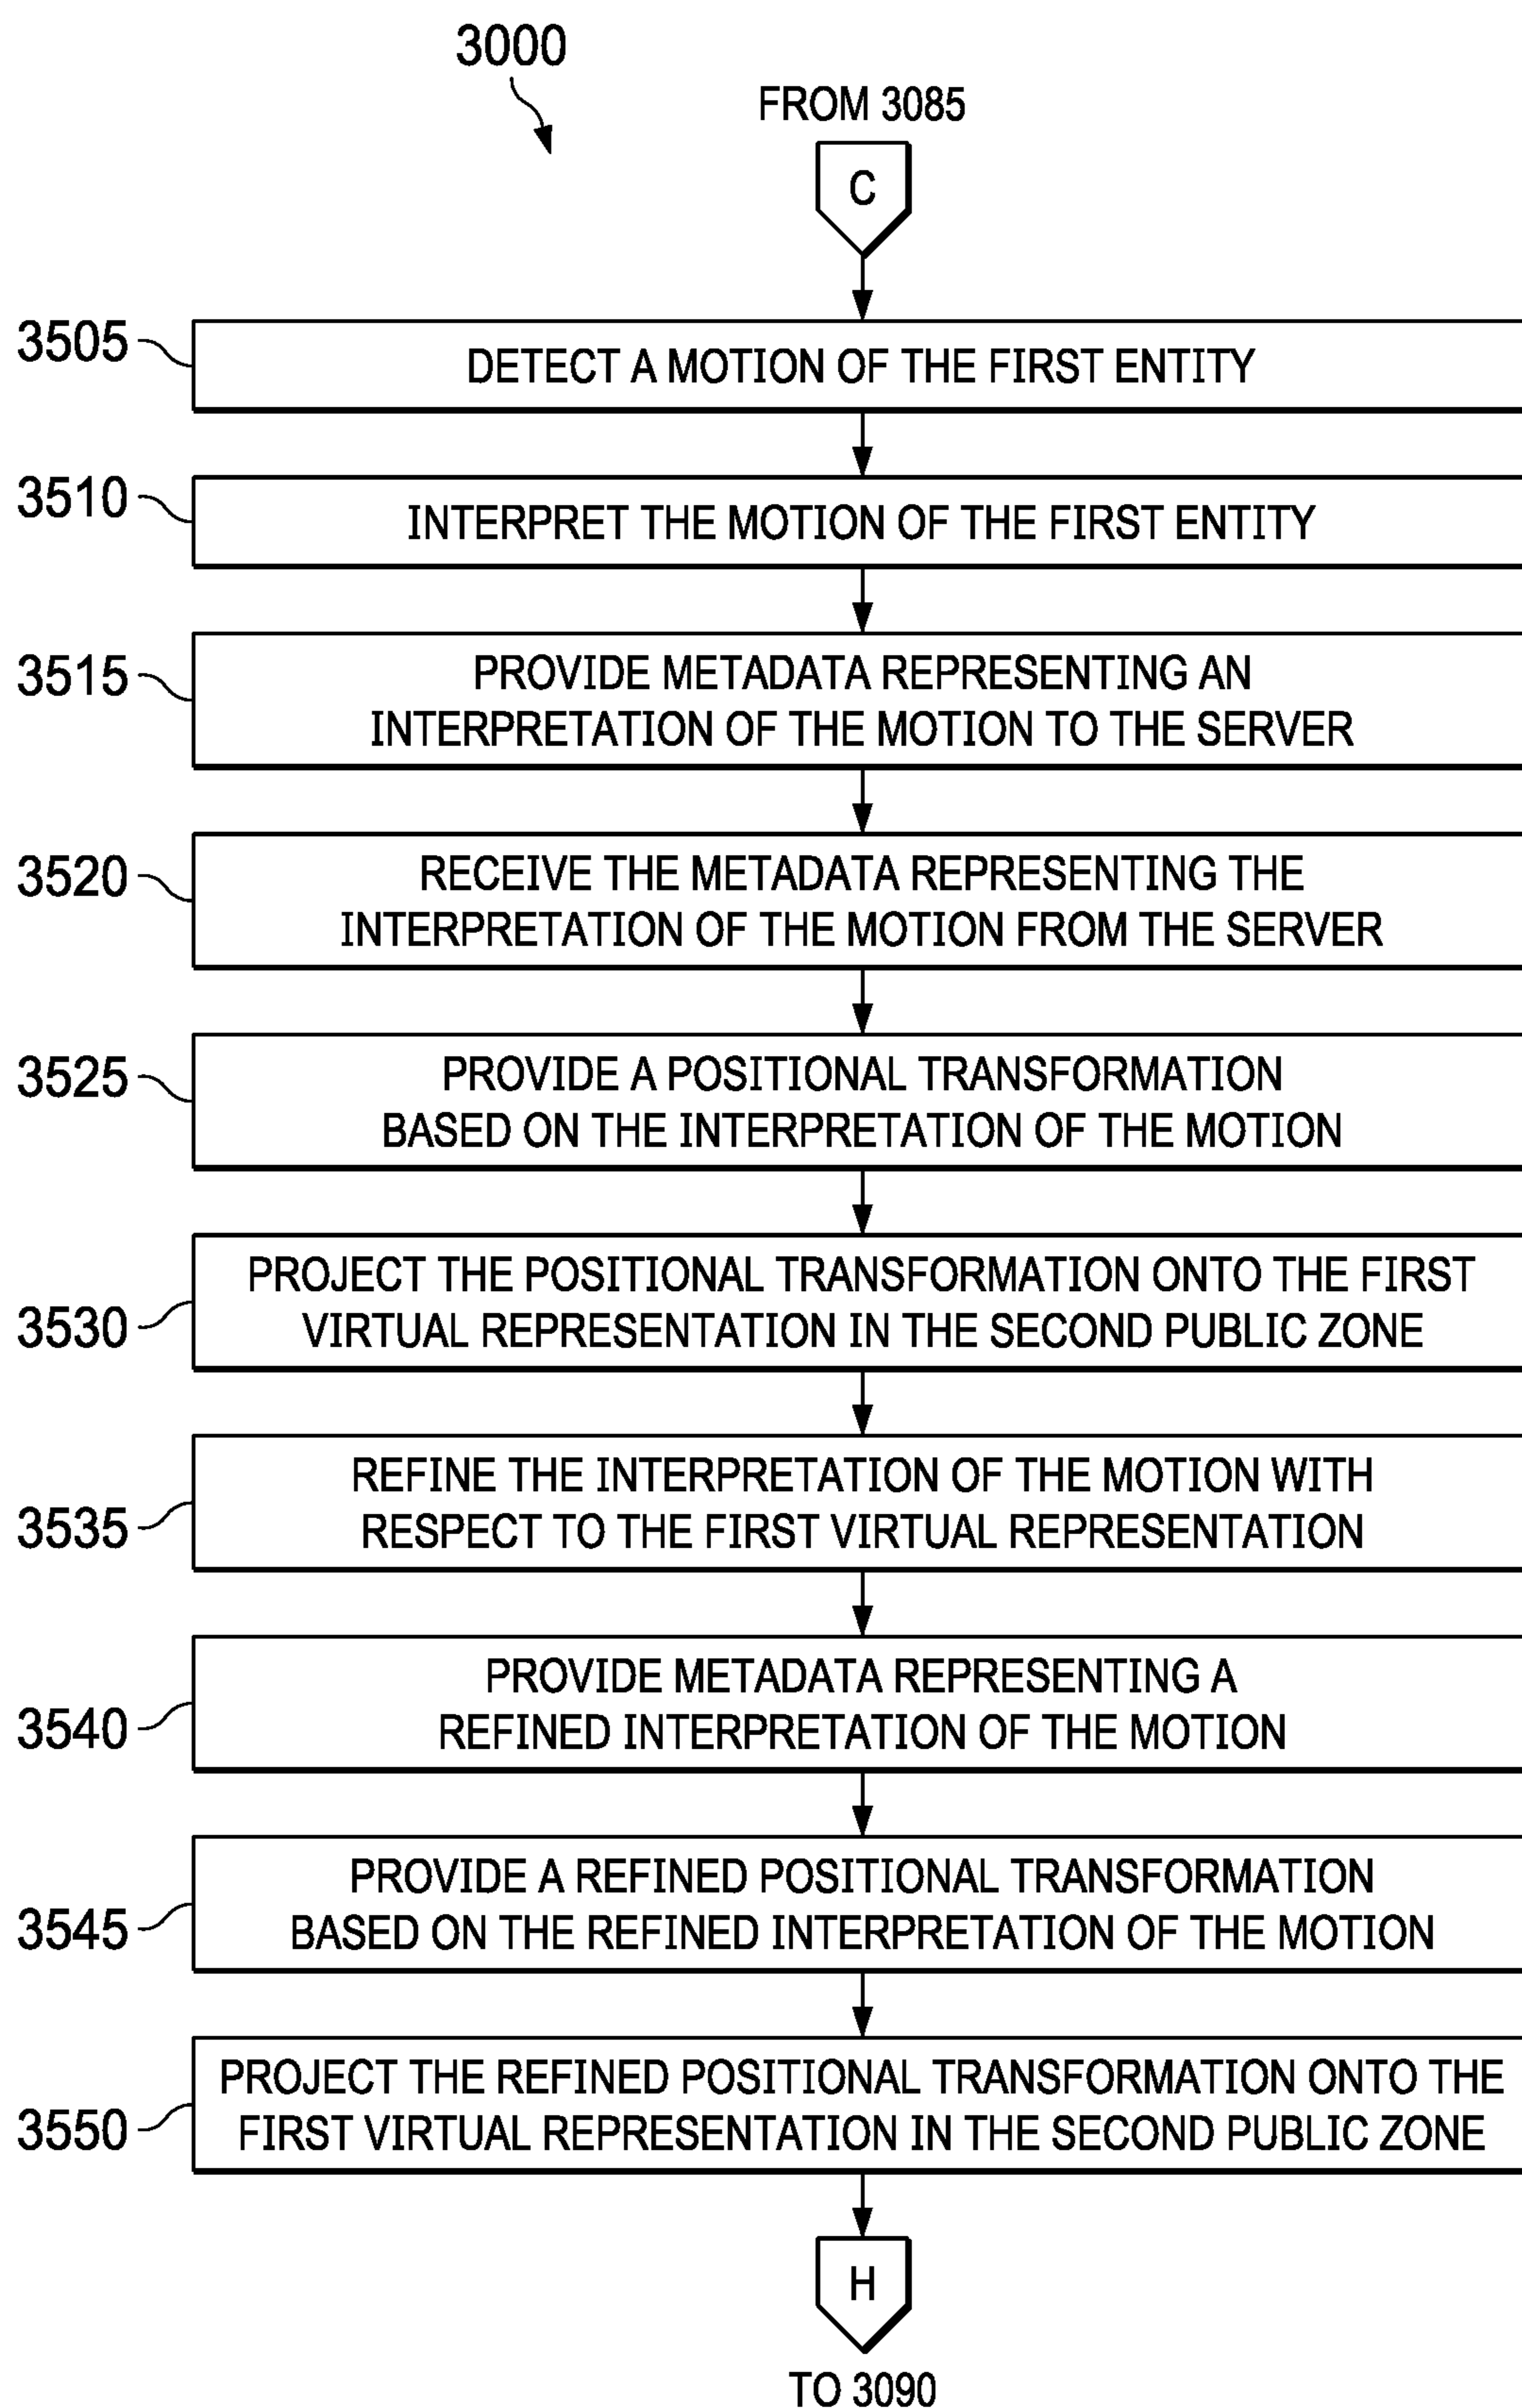 3000
FROM 3085
C
3505
DETECT A MOTION OF THE FIRST ENTITY
3510
INTERPRET THE MOTION OF THE FIRST ENTITY
3515
PROVIDE METADATA REPRESENTING AN
INTERPRETATION OF THE MOTION TO THE SERVER
3520
RECEIVE THE METADATA REPRESENTING THE
INTERPRETATION OF THE MOTION FROM THE SERVER
3525
PROVIDE A POSITIONAL TRANSFORMATION
BASED ON THE INTERPRETATION OF THE MOTION
3530
PROJECT THE POSITIONAL TRANSFORMATION ONTO THE FIRST
VIRTUAL REPRESENTATION IN THE SECOND PUBLIC ZONE
3535
REFINE THE INTERPRETATION OF THE MOTION WITH
RESPECT TO THE FIRST VIRTUAL REPRESENTATION
3540
PROVIDE METADATA REPRESENTING A
REFINED INTERPRETATION OF THE MOTION
3545
PROVIDE A REFINED POSITIONAL TRANSFORMATION
BASED ON THE REFINED INTERPRETATION OF THE MOTION
3550
PROJECT THE REFINED POSITIONAL TRANSFORMATION ONTO THE
FIRST VIRTUAL REPRESENTATION IN THE SECOND PUBLIC ZONE
H
TO 3090